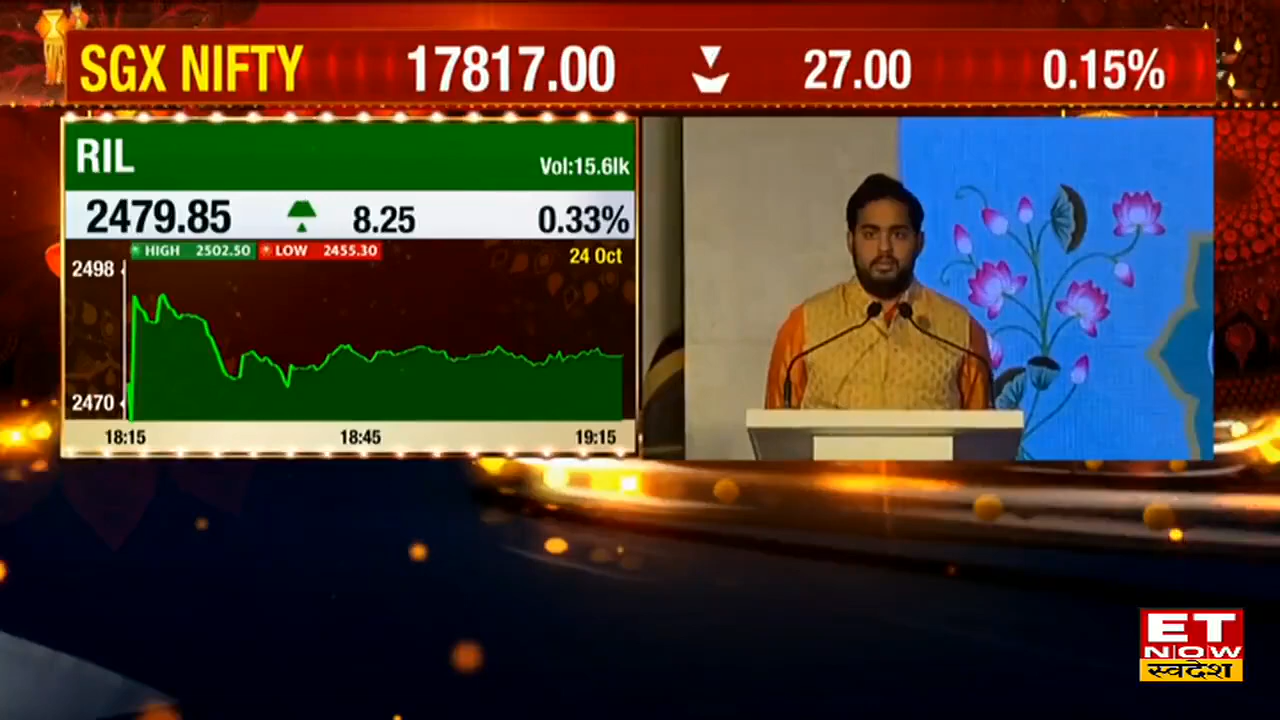 SGX NIFTY 17817.00 27.00 0.15%
RIL
Vol:15.6lk
2479.85 8.25 0.33%
HIGH 2502.50 LOW 2455.30
24 Oct
2498
2470
18:15 18:45 19:15
ET
NOW
स्वदेश